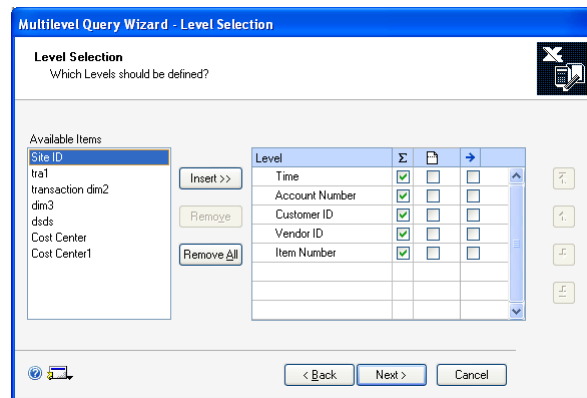 Multilevel Query Wizard - Level Selection
Level Selection
Which Levels should be defined?
Available Items
Site ID
tra1
transaction dim2
dim3
dsds
Cost Center
Cost Center1
Insert >>
Remove
Remove All
Level Σ
Time
Account Number
Customer ID
Vendor ID
Item Number
< Back
Next >
Cancel